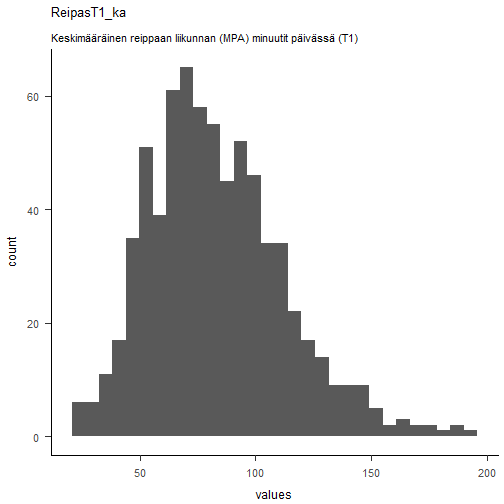 ReipasT1_ka
Keskimääräinen reippaan liikunnan (MPA) minuutit päivässä (T1)
60
40
20
0
count
50
100
150
200
values